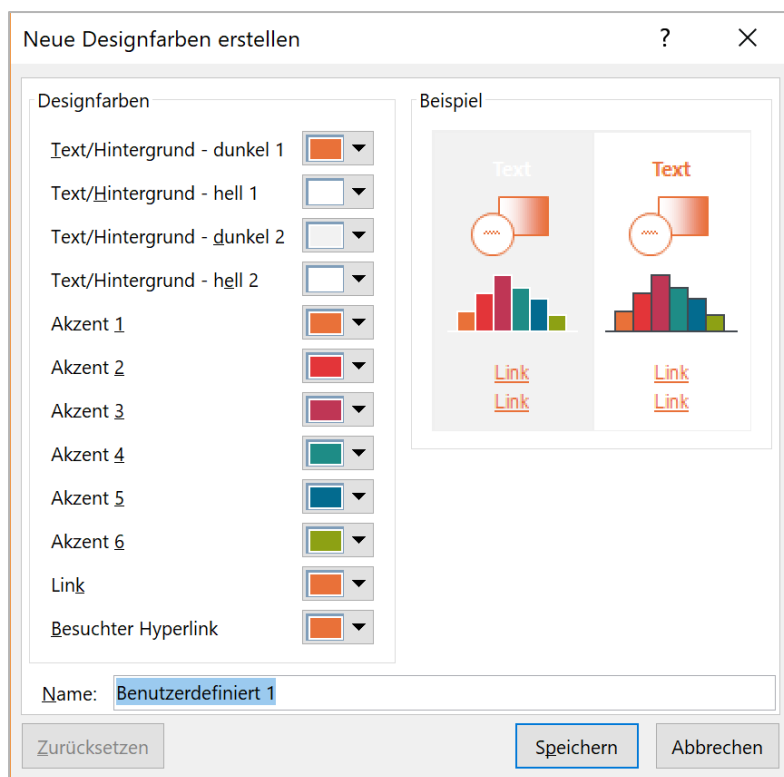 Neue Designfarben erstellen ?
Designfarben
Text/Hintergrund - dunkel 1
Text/Hintergrund - hell 1
Text/Hintergrund - dunkel 2
Text/Hintergrund - hell 2
Akzent 1
Akzent 2
Akzent 3
Akzent 4
Akzent 5
Akzent 6
Link
Besuchter Hyperlink
Beispiel
Text
Link
Link
Text
Link
Link
Name: Benutzerdefiniert 1
Zurücksetzen Speichern Abbrechen